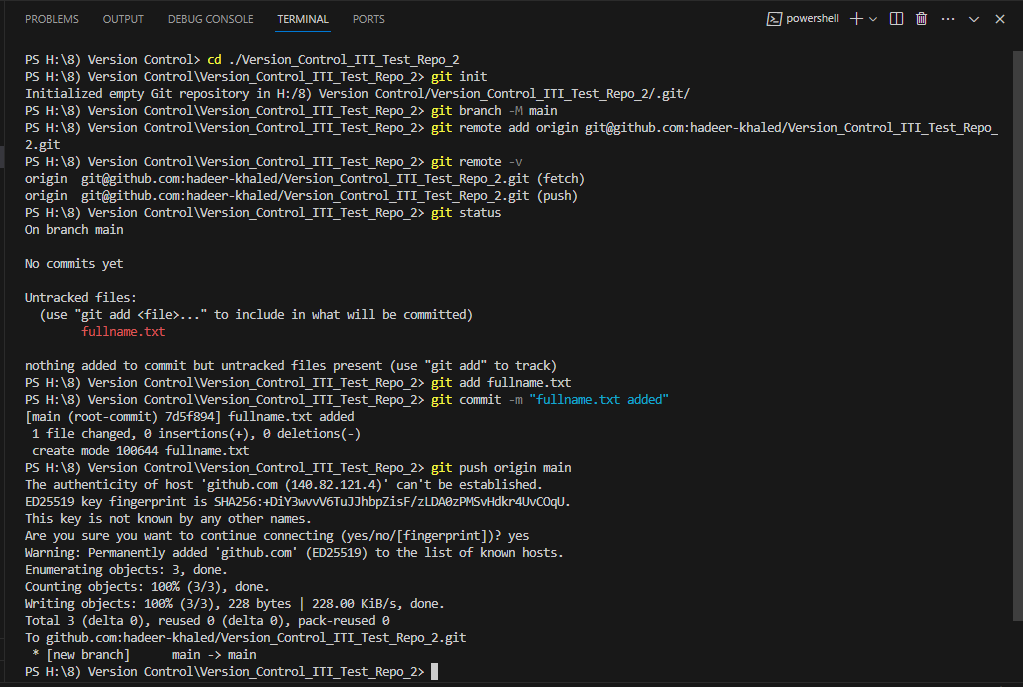 PROBLEMS OUTPUT DEBUG CONSOLE TERMINAL PORTS powershell
PS H:\8) Version Control> cd ./Version_Control_ITI_Test_Repo_2
PS H:\8) Version Control\Version_Control_ITI_Test_Repo_2> git init
Initialized empty Git repository in H:/8) Version Control/Version_Control_ITI_Test_Repo_2/.git/
PS H:\8) Version Control\Version_Control_ITI_Test_Repo_2> git branch -M main
PS H:\8) Version Control\Version_Control_ITI_Test_Repo_2> git remote add origin git@github.com:hadeer-khaled/Version_Control_ITI_Test_Repo_
2.git
PS H:\8) Version Control\Version_Control_ITI_Test_Repo_2> git remote -v
origin  git@github.com:hadeer-khaled/Version_Control_ITI_Test_Repo_2.git (fetch)
origin  git@github.com:hadeer-khaled/Version_Control_ITI_Test_Repo_2.git (push)
PS H:\8) Version Control\Version_Control_ITI_Test_Repo_2> git status
On branch main
No commits yet
Untracked files:
  (use "git add <file>..." to include in what will be committed)
        fullname.txt
nothing added to commit but untracked files present (use "git add" to track)
PS H:\8) Version Control\Version_Control_ITI_Test_Repo_2> git add fullname.txt
PS H:\8) Version Control\Version_Control_ITI_Test_Repo_2> git commit -m "fullname.txt added"
[main (root-commit) 7d5f894] fullname.txt added
 1 file changed, 0 insertions(+), 0 deletions(-)
 create mode 100644 fullname.txt
PS H:\8) Version Control\Version_Control_ITI_Test_Repo_2> git push origin main
The authenticity of host 'github.com (140.82.121.4)' can't be established.
ED25519 key fingerprint is SHA256:+DiY3wvvV6TuJJhbpZisF/zLDA0zPMSvHdkr4UvCOqU.
This key is not known by any other names.
Are you sure you want to continue connecting (yes/no/[fingerprint])? yes
Warning: Permanently added 'github.com' (ED25519) to the list of known hosts.
Enumerating objects: 3, done.
Counting objects: 100% (3/3), done.
Writing objects: 100% (3/3), 228 bytes | 228.00 KiB/s, done.
Total 3 (delta 0), reused 0 (delta 0), pack-reused 0
To github.com:hadeer-khaled/Version_Control_ITI_Test_Repo_2.git
 * [new branch]      main -> main
PS H:\8) Version Control\Version_Control_ITI_Test_Repo_2>